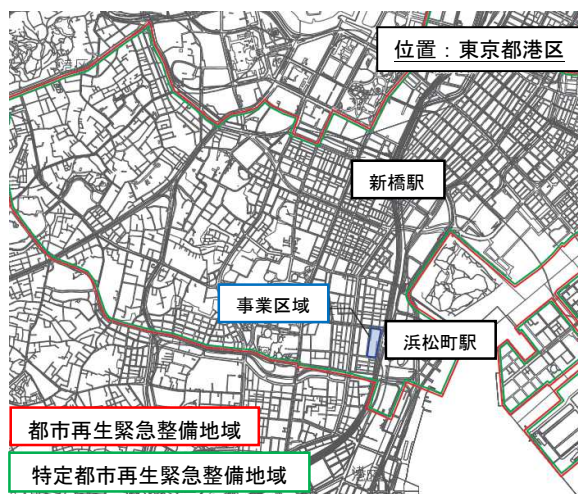 位置：東京都港区
新橋駅
事業区域
浜松町駅
都市再生緊急整備地域
特定都市再生緊急整備地域
港区